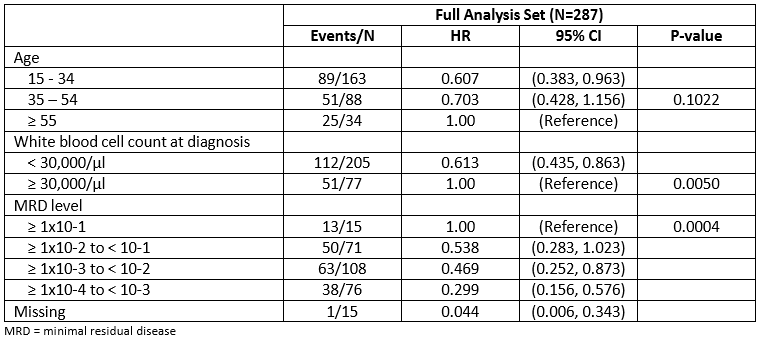 Full Analysis Set (N=287)
Events/N HR 95% CI P-value
Age
15 - 34 89/163 0.607 (0.383, 0.963)
35 – 54 51/88 0.703 (0.428, 1.156) 0.1022
≥ 55 25/34 1.00 (Reference)
White blood cell count at diagnosis
< 30,000/µl 112/205 0.613 (0.435, 0.863)
≥ 30,000/µl 51/77 1.00 (Reference) 0.0050
MRD level
≥ 1x10-1 13/15 1.00 (Reference) 0.0004
≥ 1x10-2 to < 10-1 50/71 0.538 (0.283, 1.023)
≥ 1x10-3 to < 10-2 63/108 0.469 (0.252, 0.873)
≥ 1x10-4 to < 10-3 38/76 0.299 (0.156, 0.576)
Missing 1/15 0.044 (0.006, 0.343)
MRD = minimal residual disease